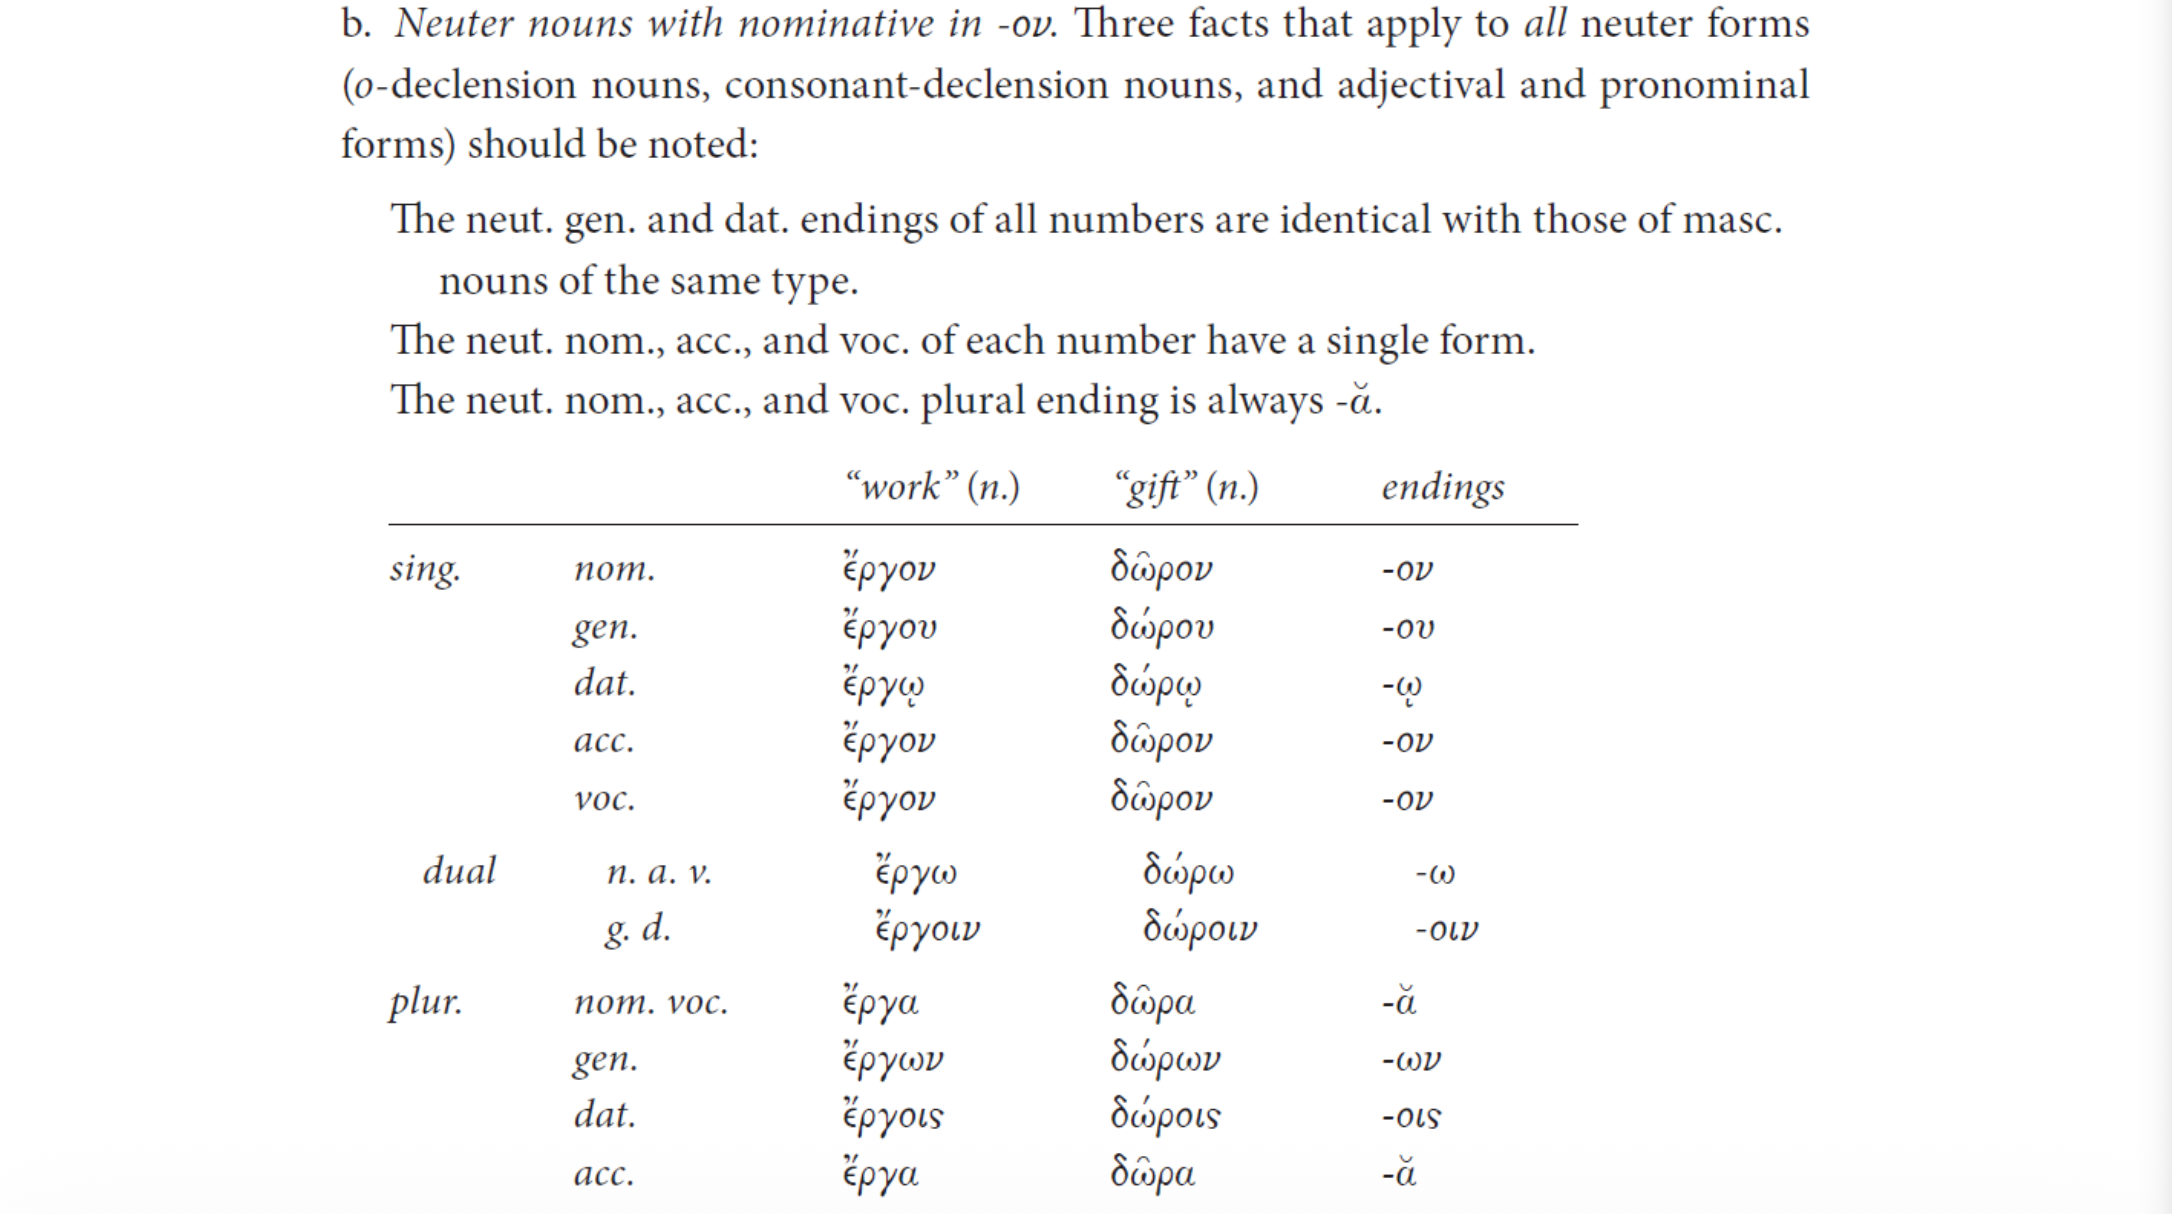 b. Neuter nouns with nominative in -ον. Three facts that apply to all neuter forms
(o-declension nouns, consonant-declension nouns, and adjectival and pronominal
forms) should be noted:
The neut. gen. and dat. endings of all numbers are identical with those of masc.
nouns of the same type.
The neut. nom., acc., and voc. of each number have a single form.
The neut. nom., acc., and voc. plural ending is always -ᾰ.
“work” (n.) “gift” (n.) endings
sing. nom. ἔργον δῶρον -ον
gen. ἔργου δώρου -ου
dat. ἔργῳ δώρῳ -ῳ
acc. ἔργον δῶρον -ον
voc. ἔργον δῶρον -ον
dual n. a. v. ἔργω δώρω -ω
g. d. ἔργοιν δώροιν -οιν
plur. nom. voc. ἔργα δῶρα -ᾰ
gen. ἔργων δώρων -ων
dat. ἔργοις δώροις -οις
acc. ἔργα δῶρα -ᾰ